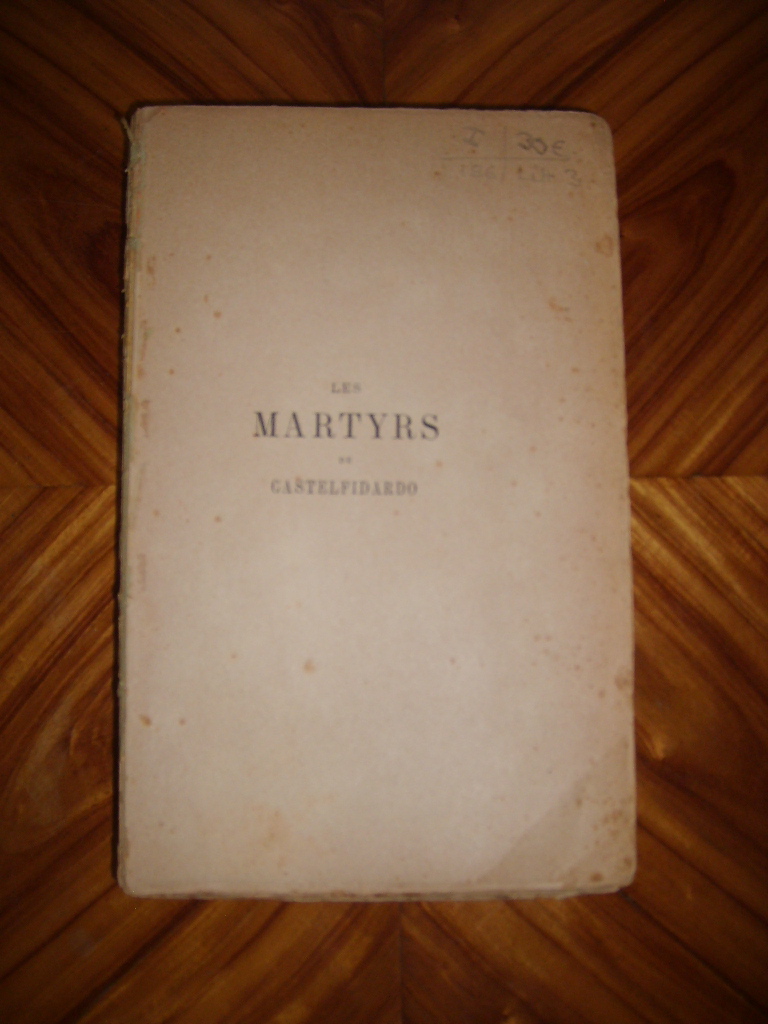 30€
LES
MARTYRS
DE
CASTELFIDARDO